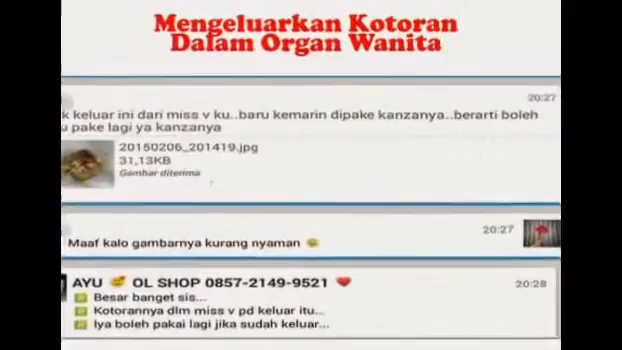 Mengeluarkan Kotoran
Dalam Organ Wanita
20:27
k keluar ini dari miss v ku..baru kemarin dipake kanzanya..berarti boleh
u pake lagi ya kanzanya
20150206_201419.jpg
31,13KB
Gambar diterima
20:27
Maaf kalo gambarnya kurang nyaman
AYU OL SHOP 0857-2149-9521
20:28
Besar banget sis...
Kotorannya dlm miss v pd keluar itu...
Iya boleh pakai lagi jika sudah keluar...